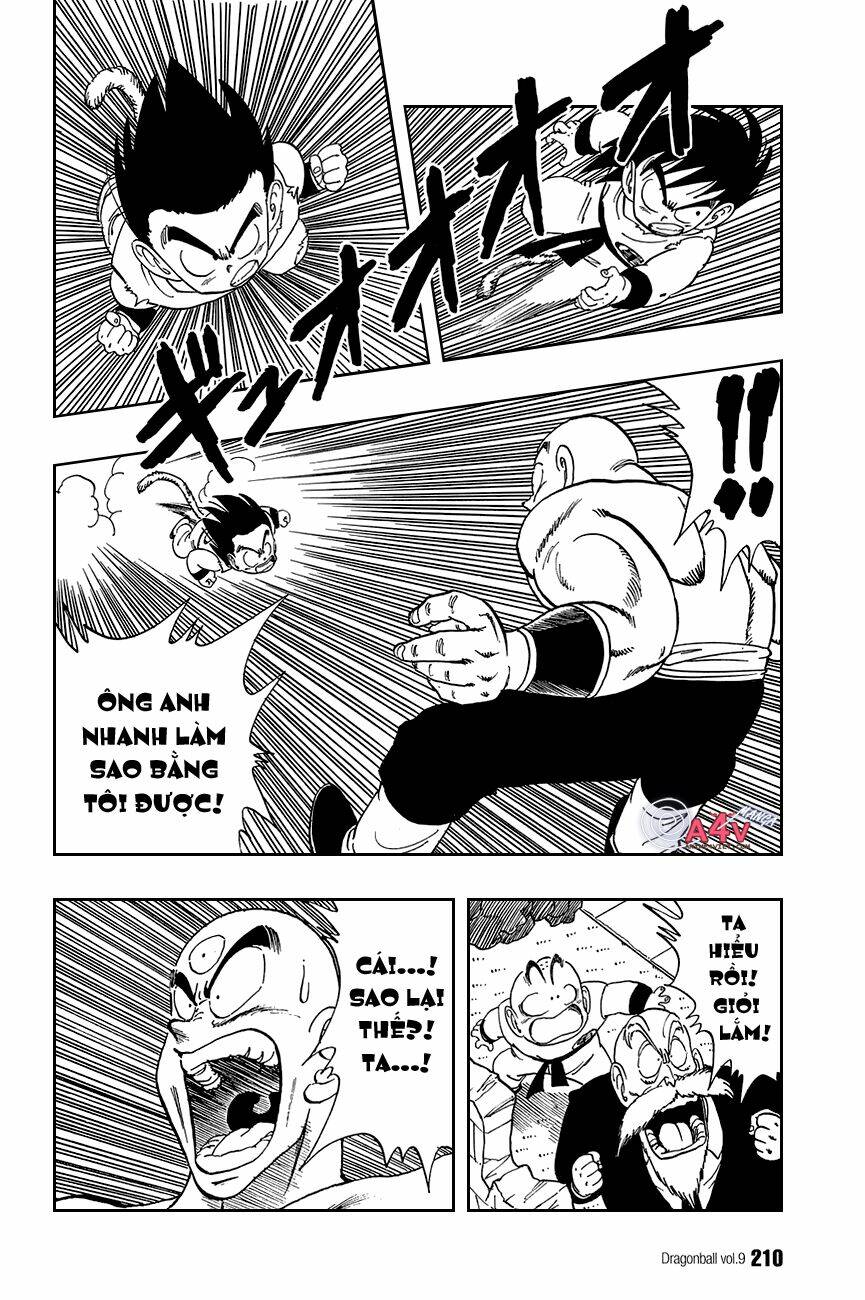 ギュオオオオ
!!
ÔNG ANH
NHANH LÀM
SAO BẰNG
TÔI ĐƯỢC!
A4V
MANGA
CÁI...!
SAO LẠI
THẾ?!
TA...!
TA
HIỂU
RỒI!
GIỎI
LẮM!
Dragonball vol.9 210